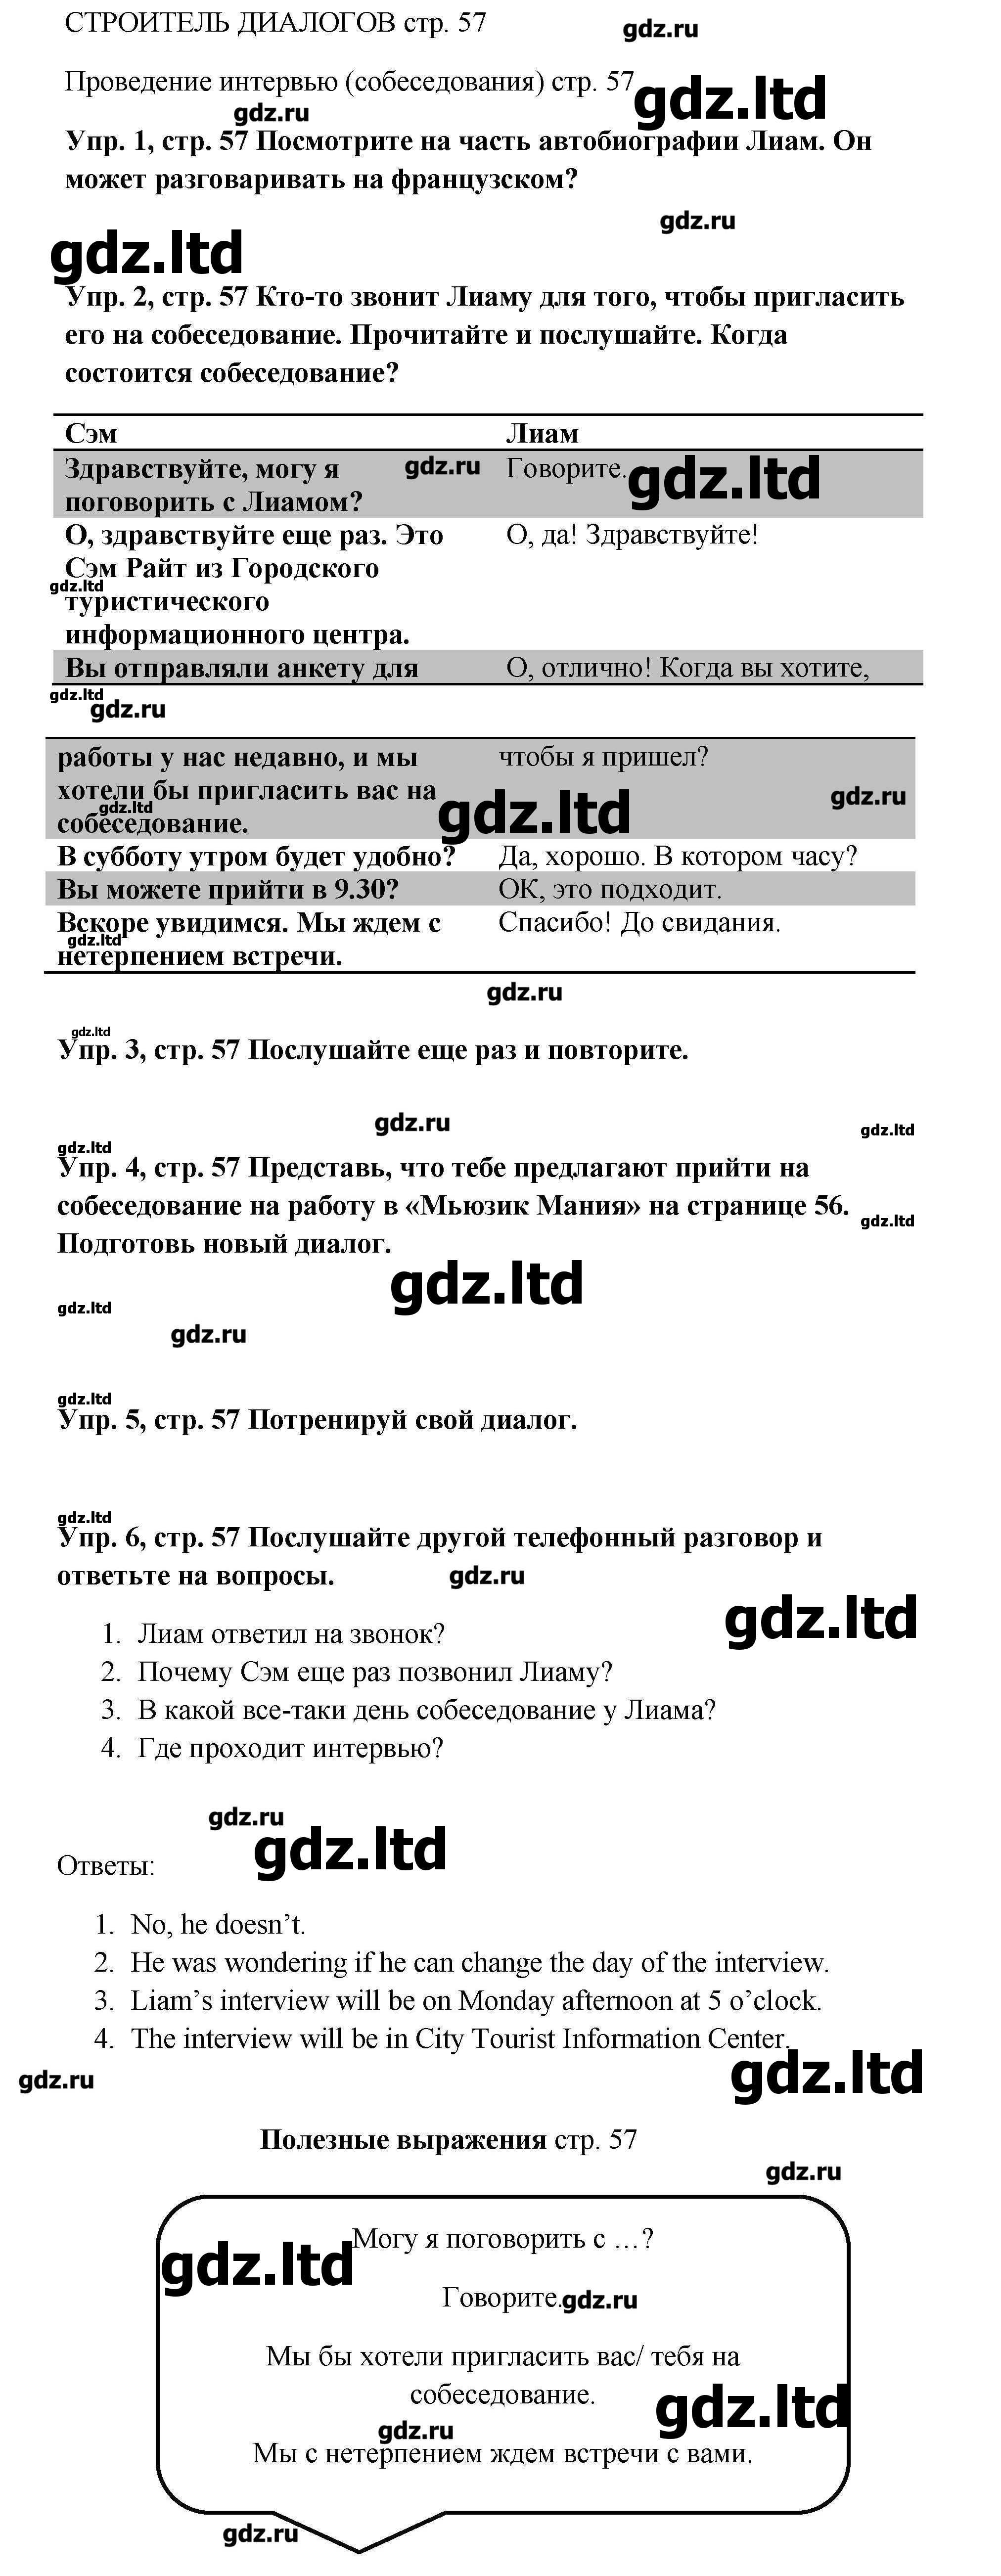 СТРОИТЕЛЬ ДИАЛОГОВ стр. 57
gdz.ru
Проведение интервью (собеседования) стр. 57
gdz.ltd
gdz.ru
Упр. 1, стр. 57 Посмотрите на часть автобиографии Лиам. Он
может разговаривать на французском?
gdz.ru
gdz.ltd
Упр. 2, стр. 57 Кто-то звонит Лиаму для того, чтобы пригласить
его на собеседование. Прочитайте и послушайте. Когда
состоится собеседование?
Сэм Лиам
Здравствуйте, могу я gdz.ru Говорите. gdz.ltd
поговорить с Лиамом?
О, здравствуйте еще раз. Это О, да! Здравствуйте!
Сэм Райт из Городского
gdz.ltd
туристического
информационного центра.
Вы отправляли анкету для О, отлично! Когда вы хотите,
gdz.ltd
gdz.ru
работы у нас недавно, и мы чтобы я пришел?
хотели бы пригласить вас на gdz.ru
gdz.ltd gdz.ltd
собеседование.
В субботу утром будет удобно? Да, хорошо. В котором часу?
Вы можете прийти в 9.30? ОК, это подходит.
Вскоре увидимся. Мы ждем с Спасибо! До свидания.
gdz.ltd
нетерпением встречи.
gdz.ru
gdz.ltd
Упр. 3, стр. 57 Послушайте еще раз и повторите.
gdz.ru
gdz.ltd
gdz.ltd
Упр. 4, стр. 57 Представь, что тебе предлагают прийти на
собеседование на работу в «Мьюзик Мания» на странице 56.
gdz.ltd
Подготовь новый диалог.
gdz.ltd
gdz.ltd
gdz.ru
gdz.ltd
Упр. 5, стр. 57 Потренируй свой диалог.
gdz.ltd
Упр. 6, стр. 57 Послушайте другой телефонный разговор и
ответьте на вопросы.
gdz.ru
gdz.ltd
1. Лиам ответил на звонок?
2. Почему Сэм еще раз позвонил Лиаму?
3. В какой все-таки день собеседование у Лиама?
4. Где проходит интервью?
gdz.ru
gdz.ltd
Ответы:
1. No, he doesn’t.
2. He was wondering if he can change the day of the interview.
3. Liam’s interview will be on Monday afternoon at 5 o’clock.
4. The interview will be in City Tourist Information Center.
gdz.ltd
gdz.ru
Полезные выражения стр. 57
gdz.ru
Могу я поговорить с …?
gdz.ltd
Говорите.
gdz.ru
Мы бы хотели пригласить вас/ тебя на
собеседование.
gdz.ltd
gdz.ru
Мы с нетерпением ждем встречи с вами.
gdz.ru